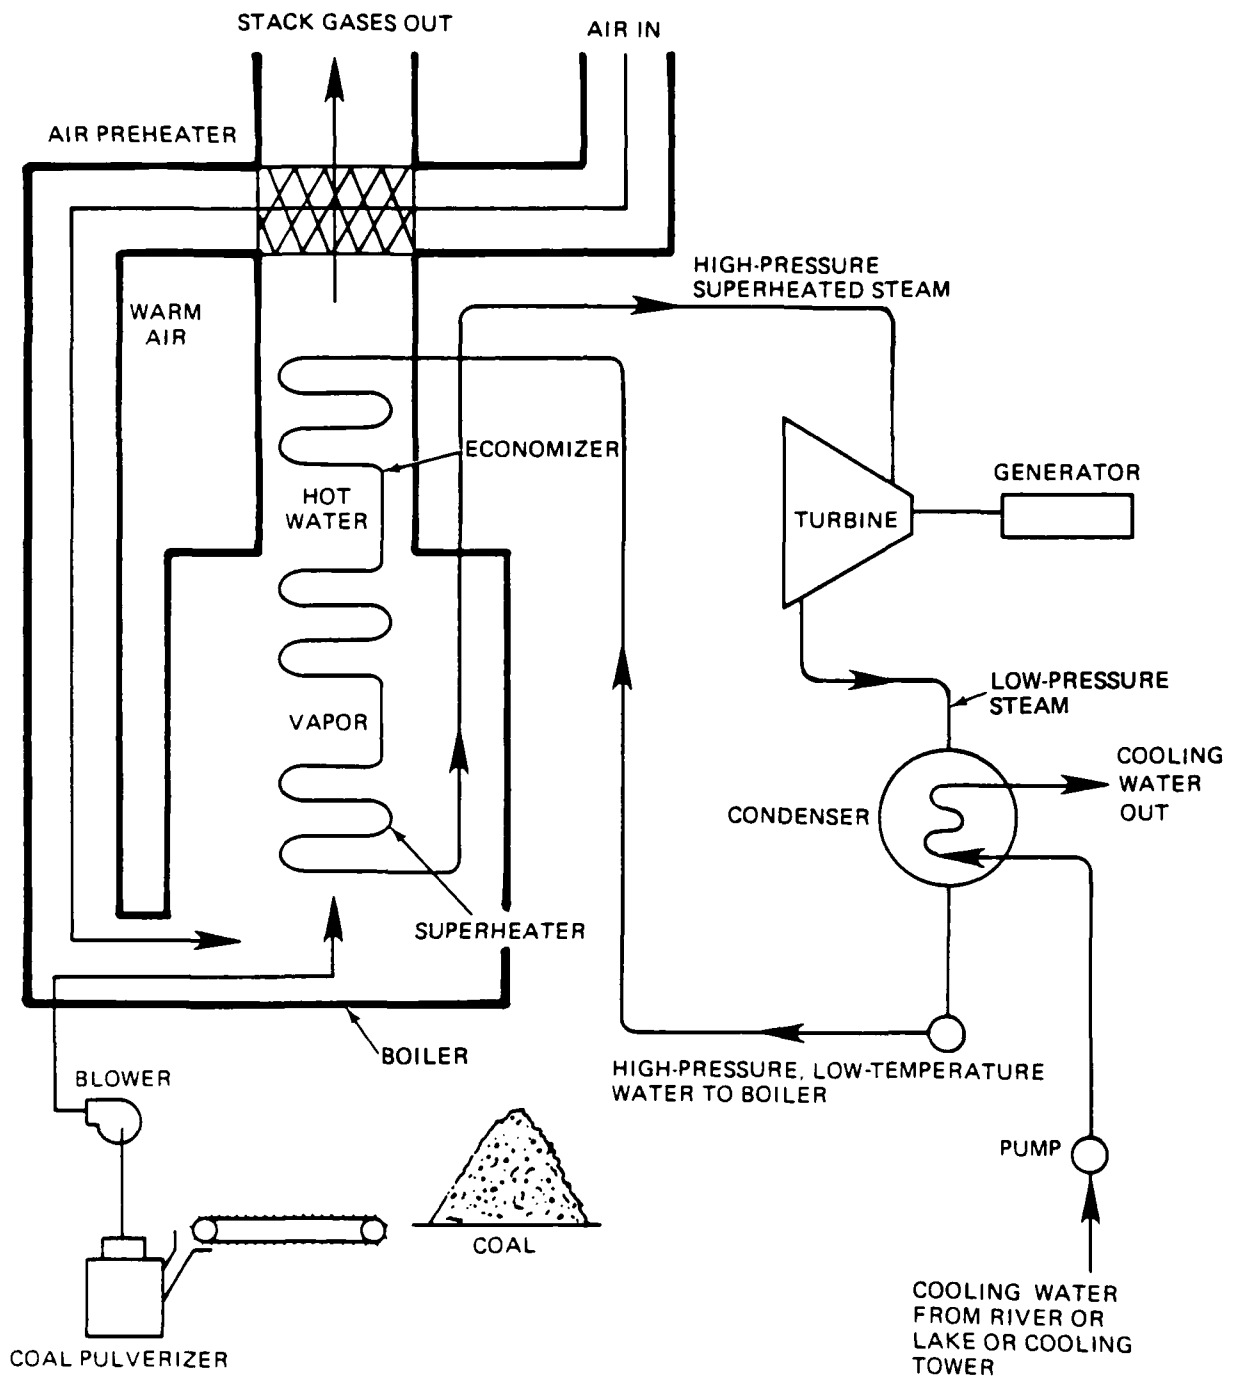 STACK GASES OUT
AIR IN
AIR PREHEATER
WARM
AIR
HIGH-PRESSURE
SUPERHEATED STEAM
ECONOMIZER
HOT
WATER
GENERATOR
TURBINE
LOW-PRESSURE
STEAM
VAPOR
COOLING
WATER
OUT
CONDENSER
SUPERHEATER
BOILER
HIGH-PRESSURE, LOW-TEMPERATURE
WATER TO BOILER
BLOWER
PUMP
COAL
COOLING WATER
FROM RIVER OR
LAKE OR COOLING
TOWER
COAL PULVERIZER